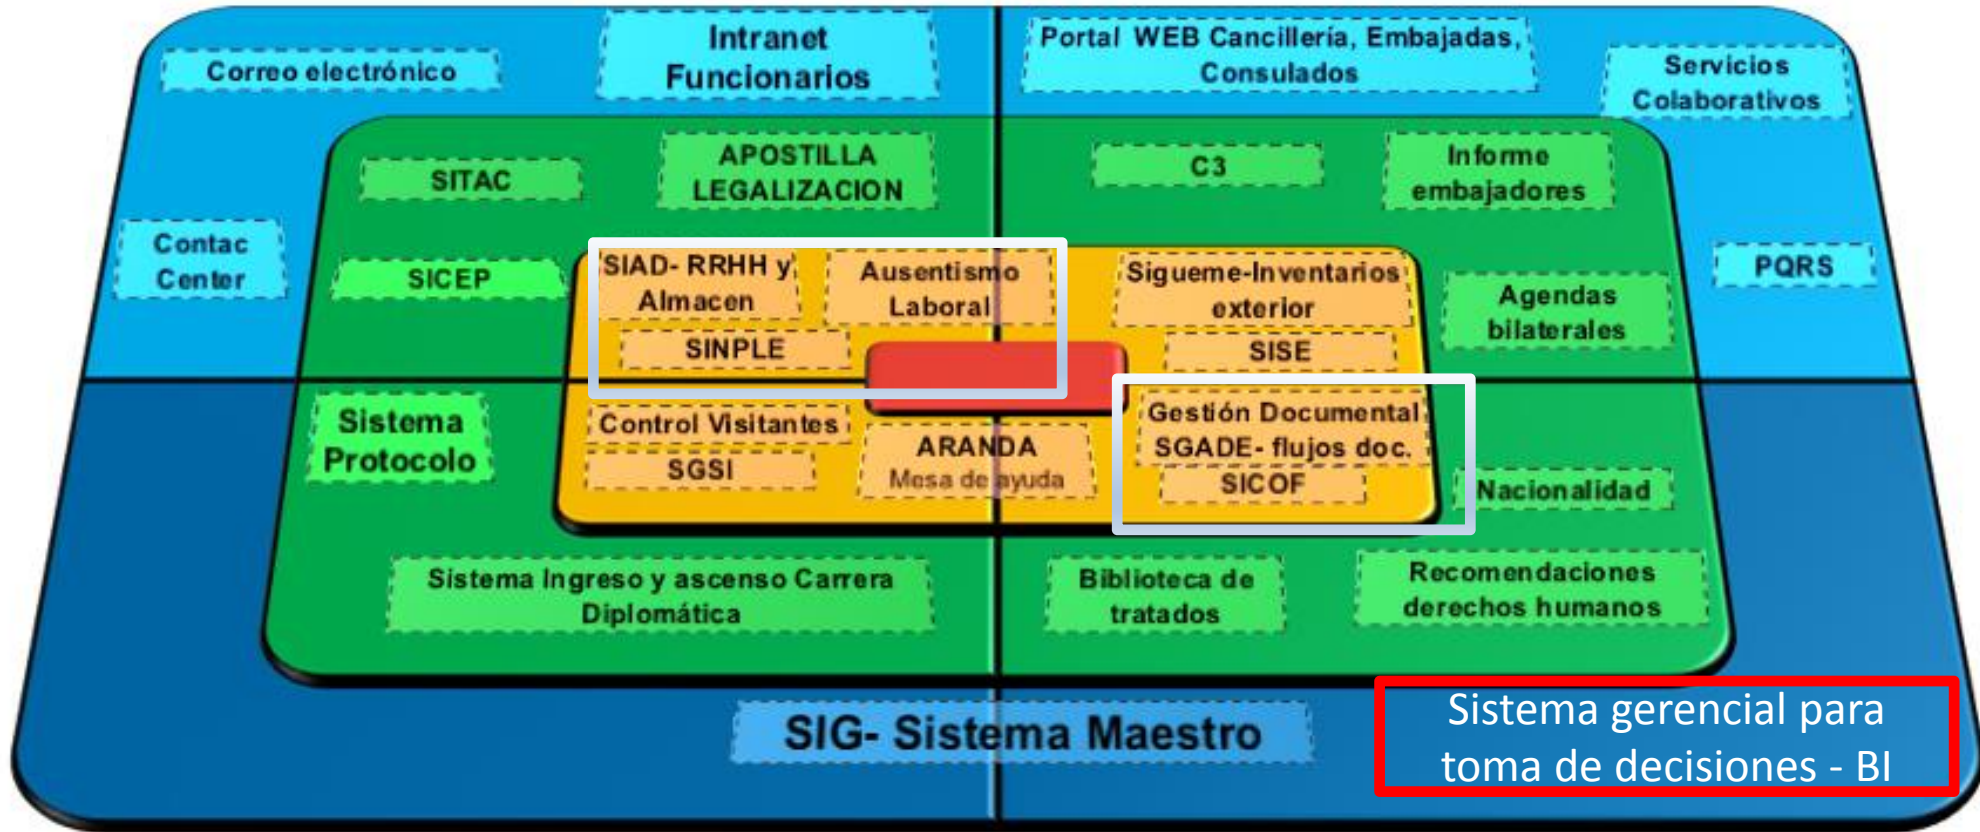 Correo electrónico
Intranet
Funcionarios
Portal WEB Cancillería, Embajadas,
Consulados
Servicios
Colaborativos
SITAC
APOSTILLA
LEGALIZACION
C3
Informe
embajadores
Contac
Center
SICEP
SIAD- RRHH y
Almacen
Ausentismo
Laboral
Sigueme-Inventarios
exterior
Agendas
bilaterales
PQRS
SINPLE
SISE
Sistema
Protocolo
Control Visitantes
SGSI
ARANDA
Mesa de ayuda
Gestión Documental
SGADE- flujos doc.
SICOF
Nacionalidad
Sistema Ingreso y ascenso Carrera
Diplomática
Biblioteca de
tratados
Recomendaciones
derechos humanos
SIG- Sistema Maestro
Sistema gerencial para
toma de decisiones - BI